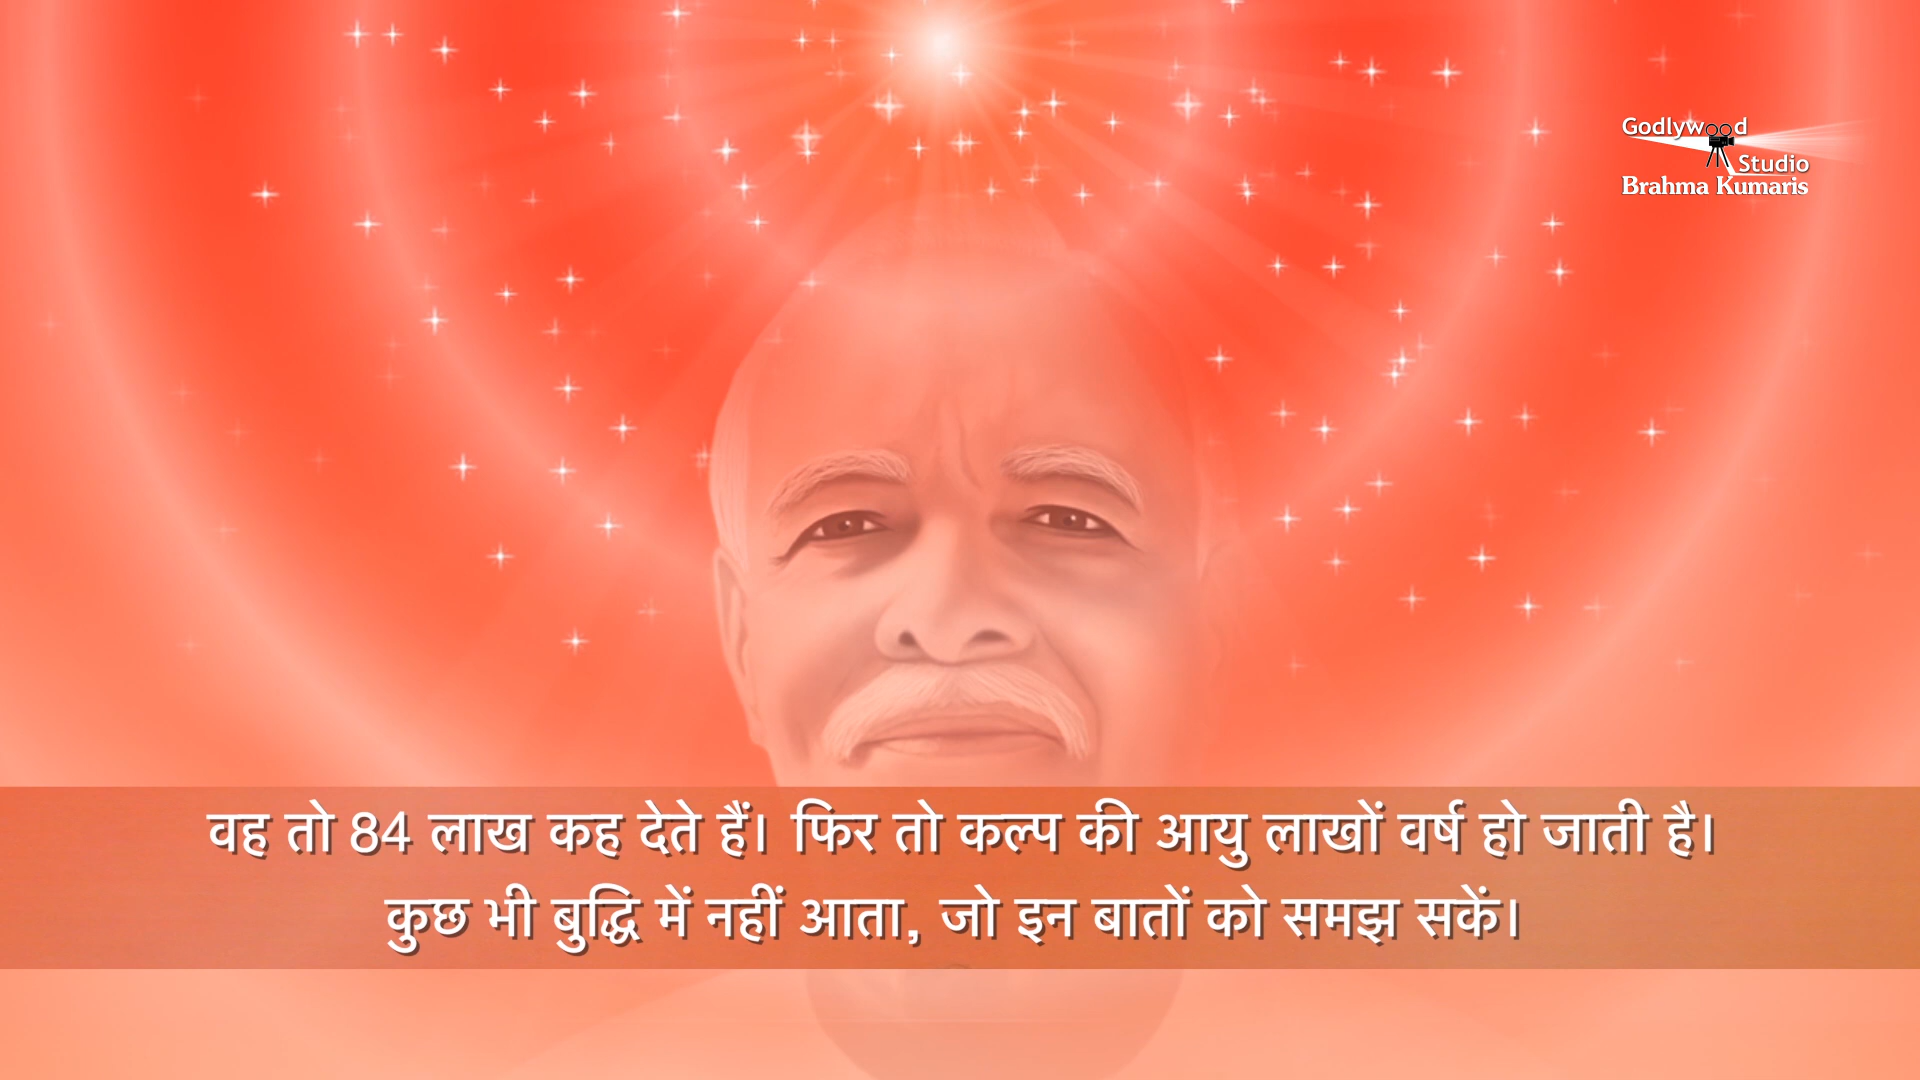 Godlywood
Studio
Brahma Kumaris
वह तो 84 लाख कह देते हैं। फिर तो कल्प की आयु लाखों वर्ष हो जाती है।
कुछ भी बुद्धि में नहीं आता, जो इन बातों को समझ सकें।